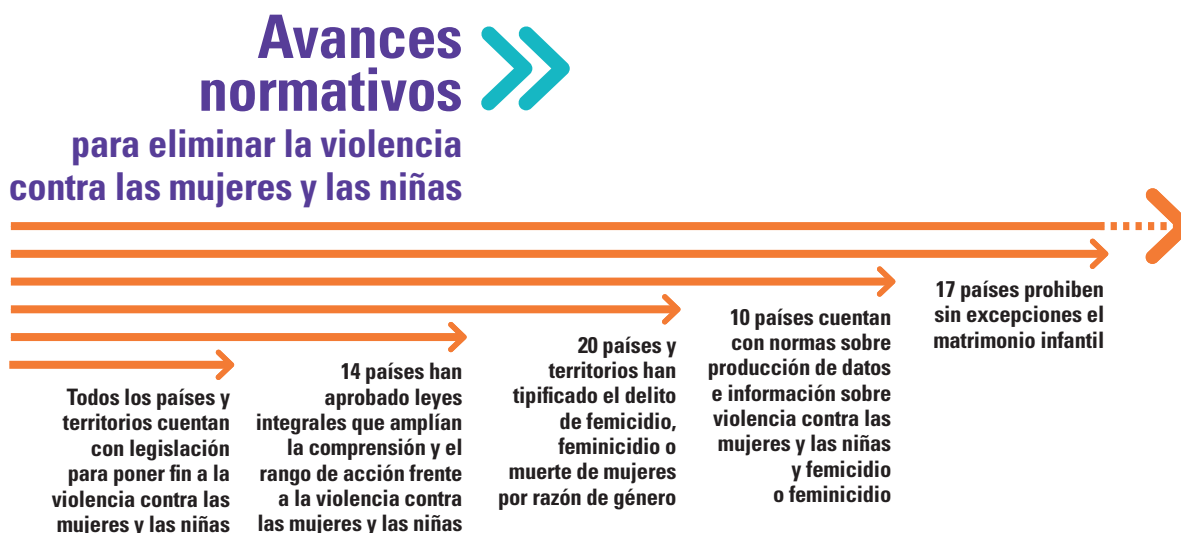 Avances
normativos
para eliminar la violencia
contra las mujeres y las niñas
Todos los países y
territorios cuentan
con legislación
para poner fin a la
violencia contra las
mujeres y las niñas
14 países han
aprobado leyes
integrales que amplían
la comprensión y el
rango de acción frente
a la violencia contra
las mujeres y las niñas
20 países y
territorios han
tipificado el delito
de femicidio,
feminicidio o
muerte de mujeres
por razón de género
10 países cuentan
con normas sobre
producción de datos
e información sobre
violencia contra las
mujeres y las niñas
y femicidio
o feminicidio
17 países prohiben
sin excepciones el
matrimonio infantil